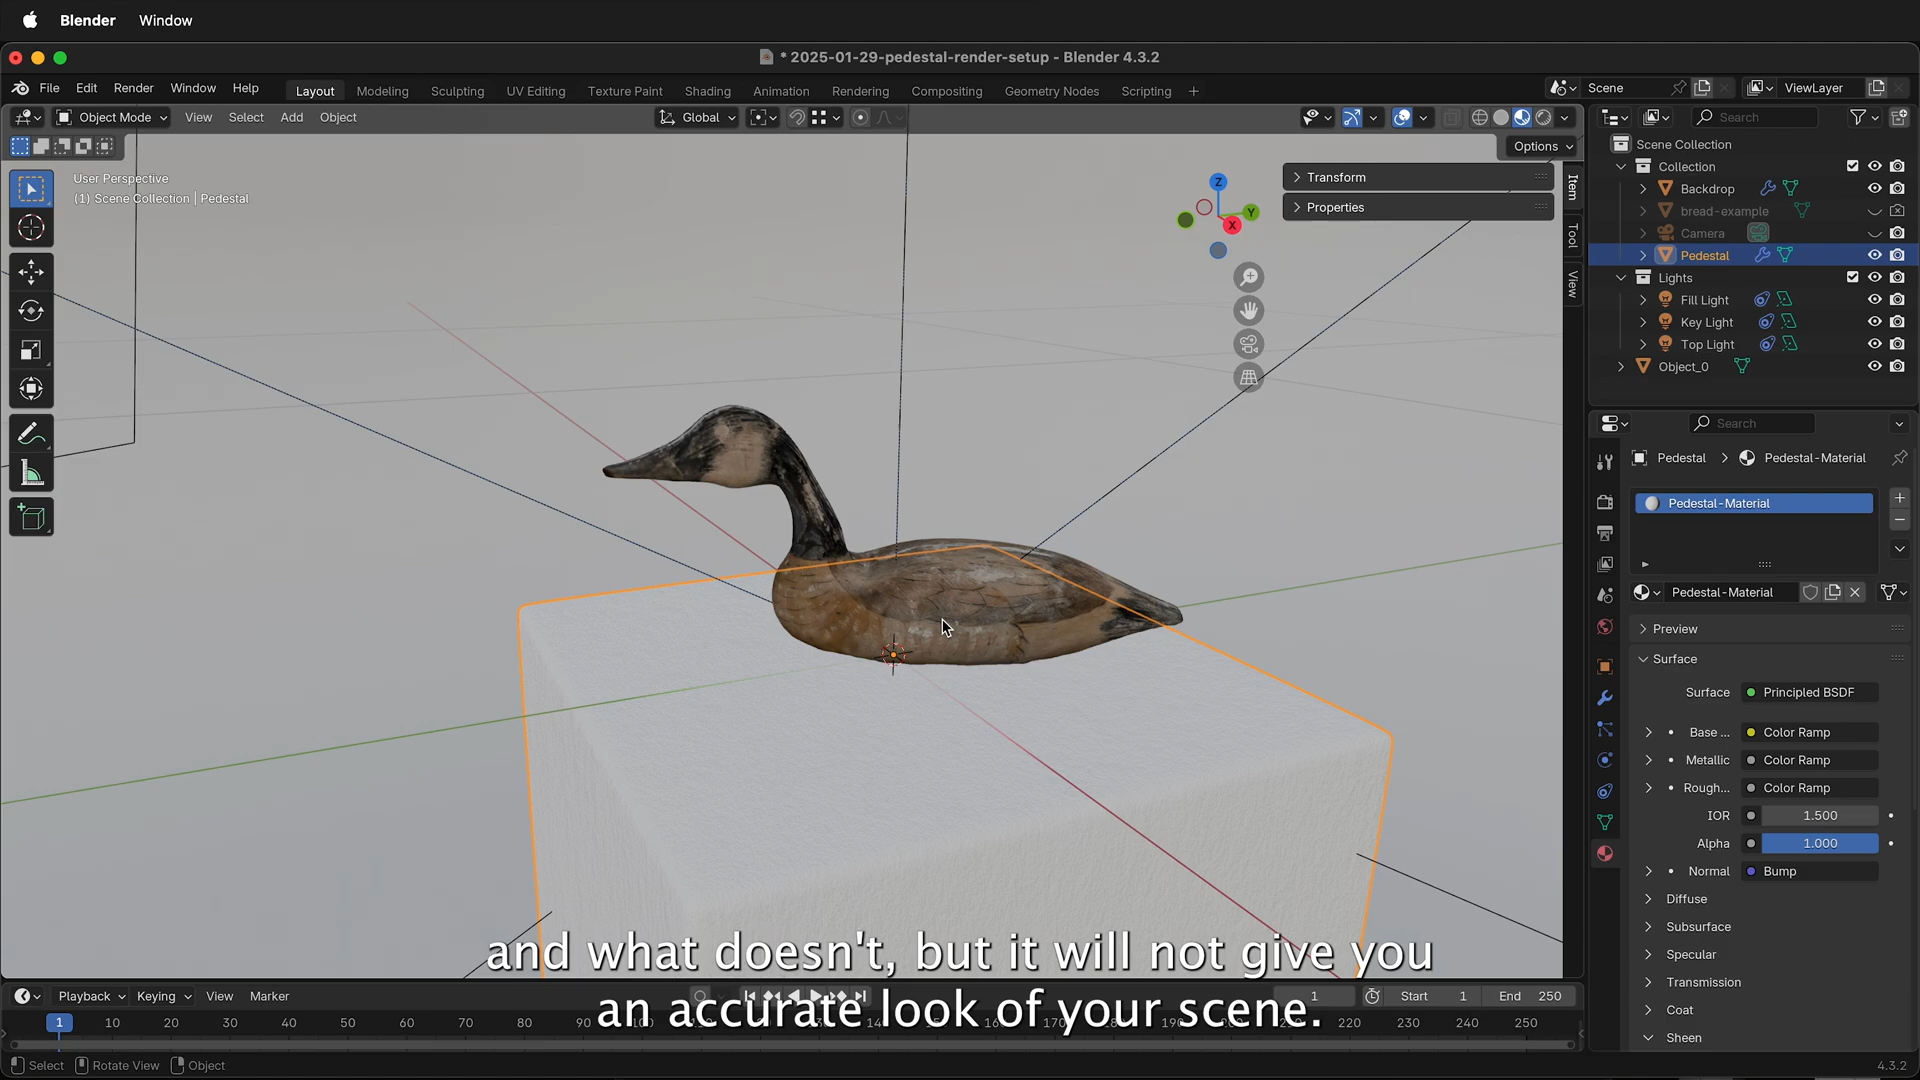 Blender Window
* 2025-01-29-pedestal-render-setup - Blender 4.3.2
File Edit Render Window Help
Layout Modeling Sculpting UV Editing Texture Paint Shading Animation Rendering Compositing Geometry Nodes Scripting +
Scene
ViewLayer
Object Mode View Select Add Object
Global
Search
Options
User Perspective
(1) Scene Collection | Pedestal
Z
Y
X
Transform
Properties
Item
Tool
View
Scene Collection
Collection
Backdrop
bread-example
Camera
Pedestal
Lights
Fill Light
Key Light
Top Light
Object_0
Search
Pedestal > Pedestal-Material
Pedestal-Material
Pedestal-Material
Preview
Surface
Surface Principled BSDF
Base ... Color Ramp
Metallic Color Ramp
Rough... Color Ramp
IOR 1.500
Alpha 1.000
Normal Bump
Diffuse
Subsurface
Specular
Transmission
Coat
Sheen
and what doesn't, but it will not give you
an accurate look of your scene.
Playback Keying View Marker
1 Start 1 End 250
1 10 20 30 40 50 60 70 80 90 160 220 230 240 250
Select Rotate View Object
4.3.2